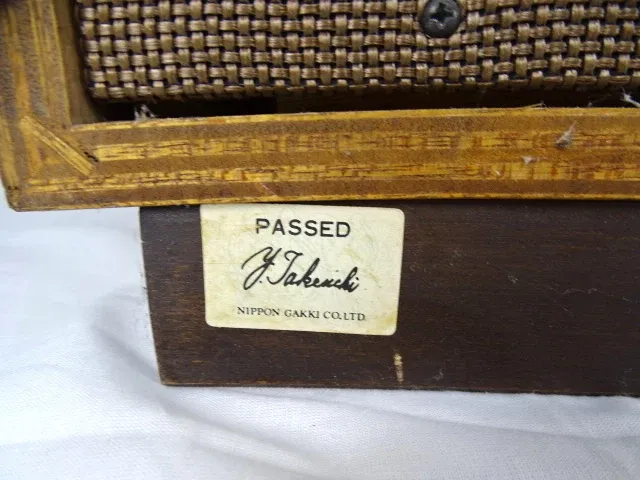 PASSED
Y. Takeuchi
NIPPON GAKKI CO.,LTD.